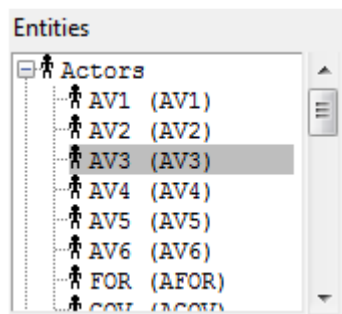 Entities
Actors
AV1 (AV1)
AV2 (AV2)
AV3 (AV3)
AV4 (AV4)
AV5 (AV5)
AV6 (AV6)
FOR (AFOR)